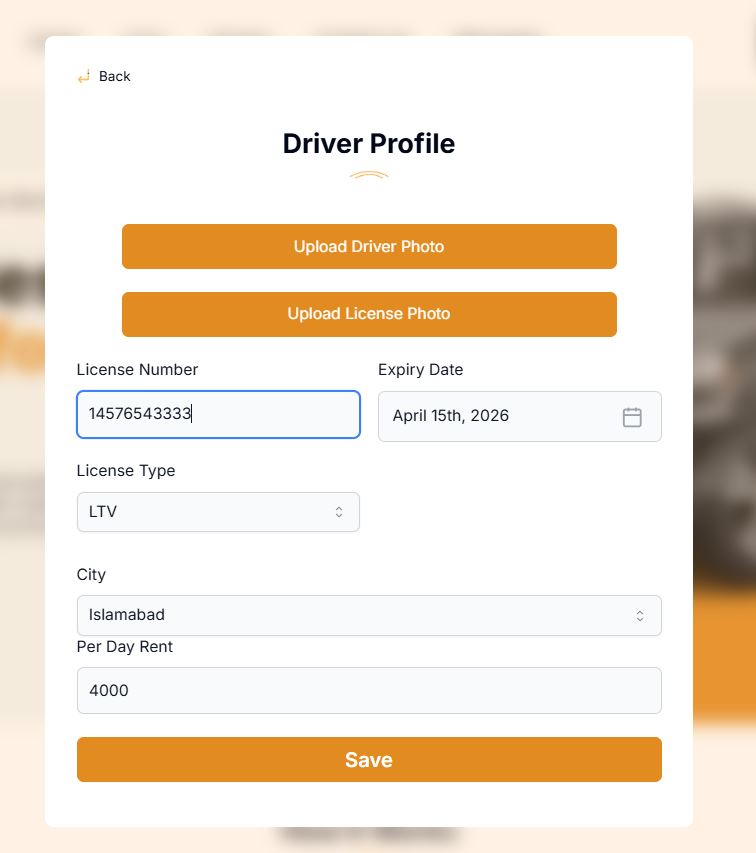 Back
Driver Profile
Upload Driver Photo
Upload License Photo
License Number
Expiry Date
14576543333
April 15th, 2026
License Type
LTV
City
Islamabad
Per Day Rent
4000
Save